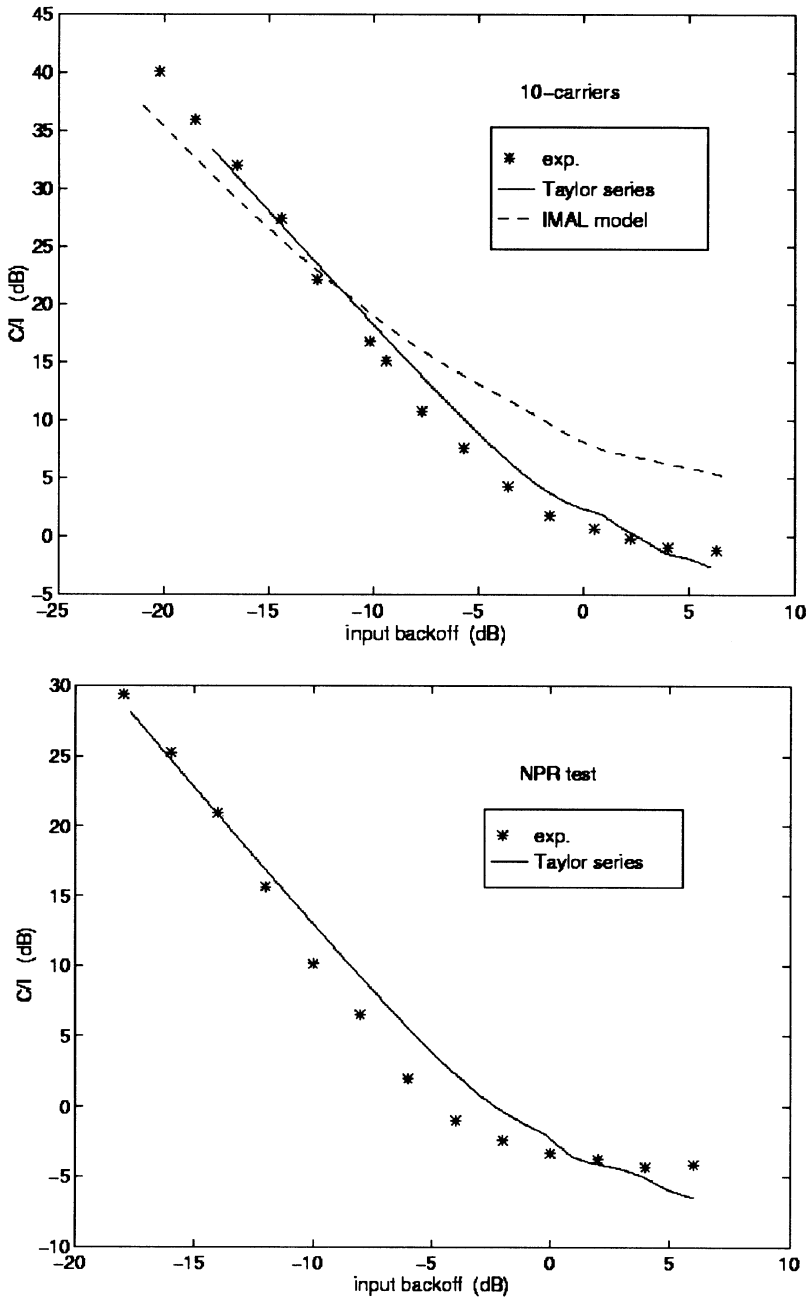 45
40
35
30
25
20
15
10
5
0
−5
C/I (dB)
10−carriers
exp.
Taylor series
IMAL model
−25 −20 −15 −10 −5 0 5 10
input backoff (dB)
30
25
20
15
10
5
0
−5
−10
C/I (dB)
NPR test
exp.
Taylor series
−20 −15 −10 −5 0 5 10
input backoff (dB)